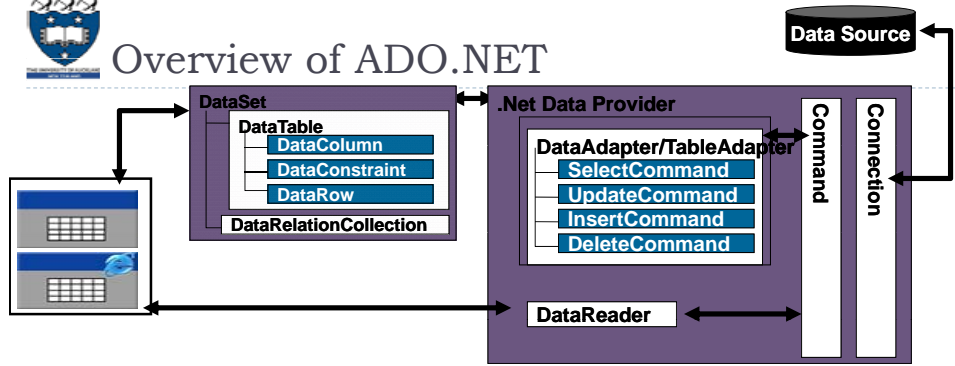 Overview of ADO.NET
Data Source
DataSet
DataTable
DataColumn
DataConstraint
DataRow
DataRelationCollection
.Net Data Provider
DataAdapter/TableAdapter
SelectCommand
UpdateCommand
InsertCommand
DeleteCommand
DataReader
Command
Connection